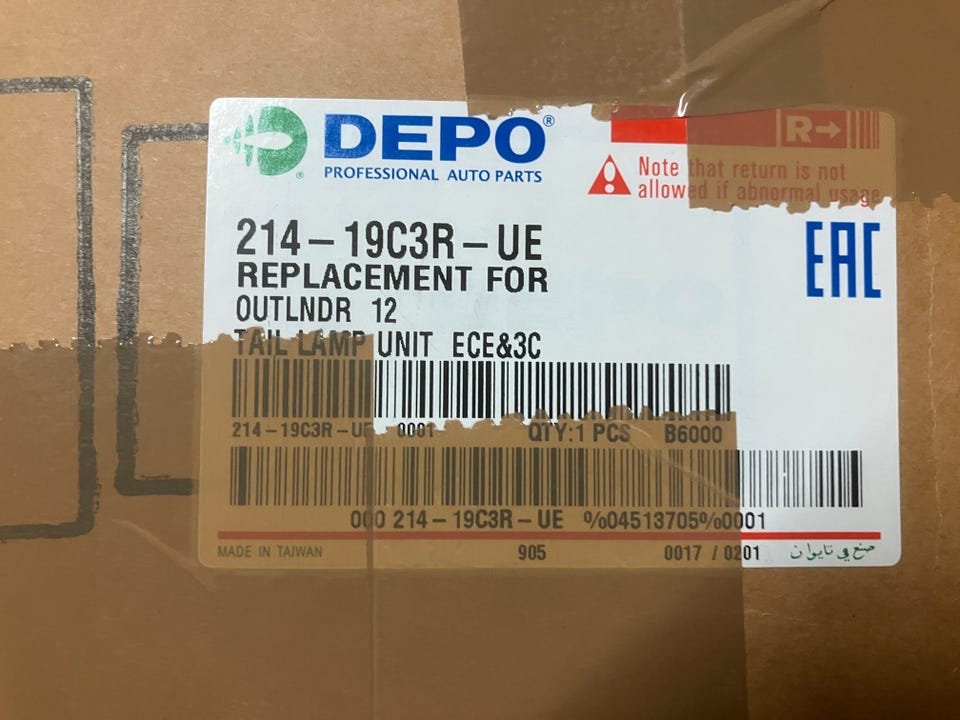 DEPO®
PROFESSIONAL AUTO PARTS
®
R→
Note that return is not
allowed if abnormal usage
214-19C3R-UE
REPLACEMENT FOR
OUTLNDR 12
TAIL LAMP UNIT ECE&3C
EAC
214-19C3R-UE 0001 QTY:1 PCS B6000
000 214-19C3R-UE %04513705%0001
MADE IN TAIWAN 905 0017 / 0201 صنع في تايوان